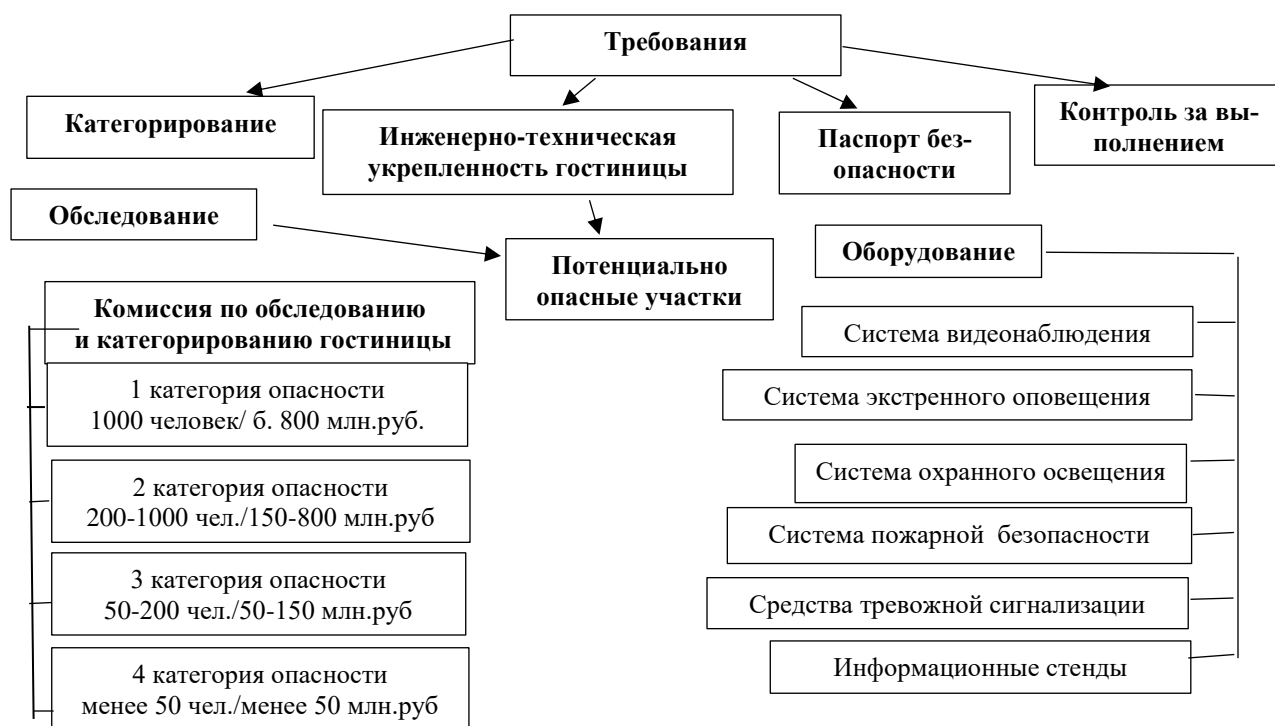 Требования
Категорирование
Инженерно-техническая
укрепленность гостиницы
Паспорт без-
опасности
Контроль за вы-
полнением
Обследование
Потенциально
опасные участки
Оборудование
Комиссия по обследованию
и категорированию гостиницы
1 категория опасности
1000 человек/ б. 800 млн.руб.
2 категория опасности
200-1000 чел./150-800 млн.руб
3 категория опасности
50-200 чел./50-150 млн.руб
4 категория опасности
менее 50 чел./менее 50 млн.руб
Система видеонаблюдения
Система экстренного оповещения
Система охранного освещения
Система пожарной безопасности
Средства тревожной сигнализации
Информационные стенды